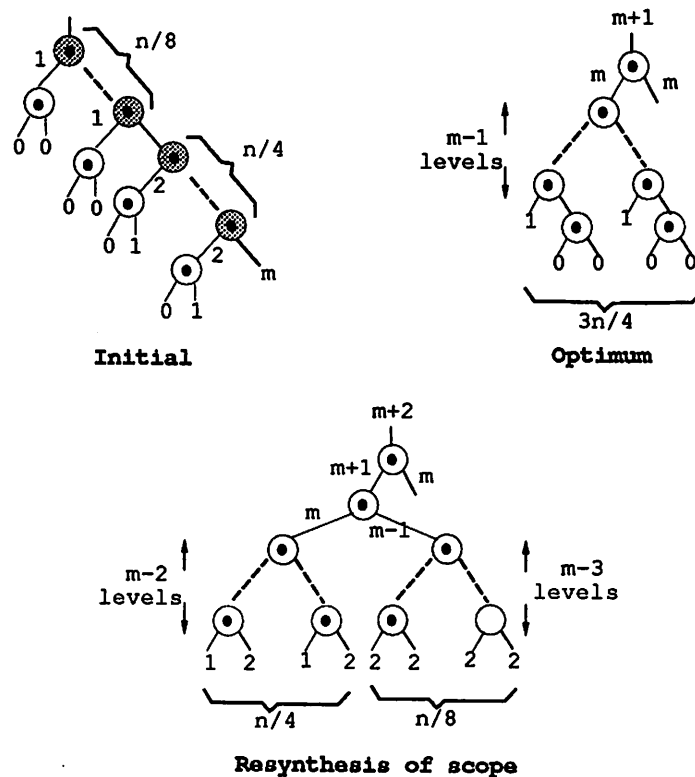 m+1
n/8
1
m
m
1
n/4
m-1
levels
0 0
2
0 0
1
1
0 1
2
m
0 0
0 0
0 1
3n/4
Initial
Optimum
m+2
m+1
m
m
m-1
m-2
levels
m-3
levels
1 2
1 2
2 2
2 2
n/4
n/8
Resynthesis of scope